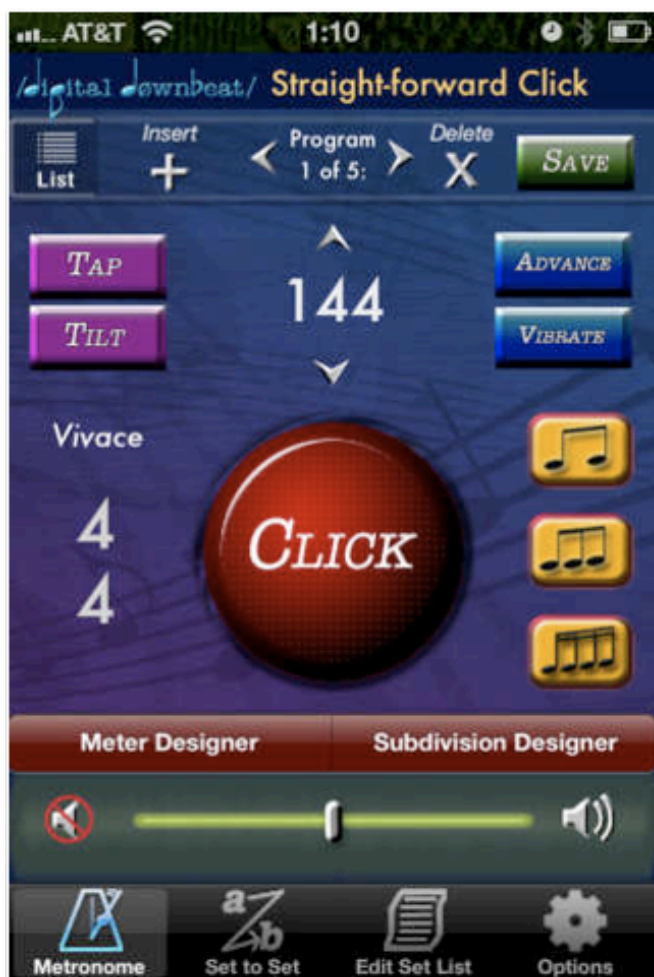 AT&T 1:10
/digital downbeat/ Straight-forward Click
List
Insert
Program
1 of 5:
Delete
SAVE
TAP
TILT
144
ADVANCE
VIBRATE
Vivace
4
4
CLICK
Meter Designer Subdivision Designer
a
b
Metronome Set to Set Edit Set List Options